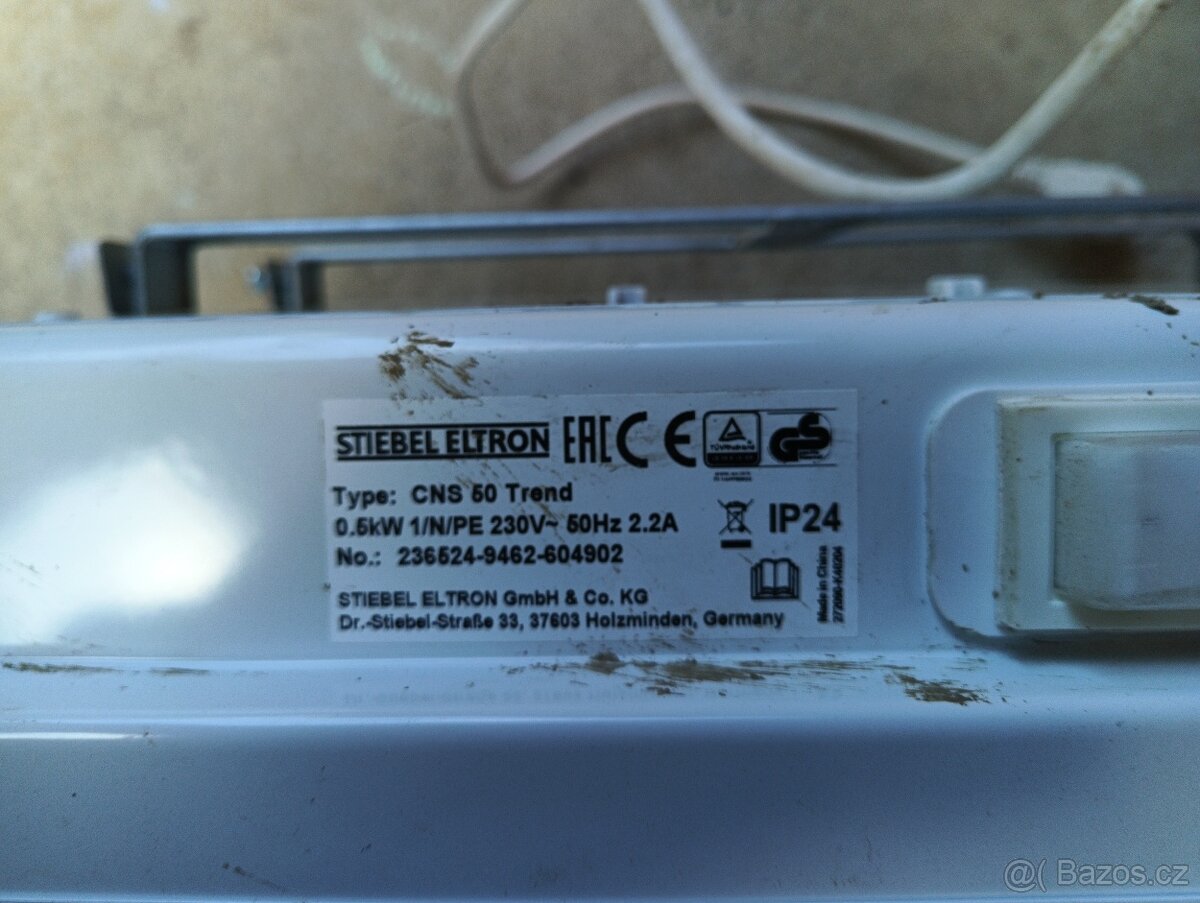 STIEBEL ELTRON EAC CE
Type: CNS 50 Trend
0.5kW 1/N/PE 230V~ 50Hz 2.2A
No.: 236524-9462-604902
IP24
STIEBEL ELTRON GmbH & Co. KG
Dr.-Stiebel-Straße 33, 37603 Holzminden, Germany
Made in China
@( Bazos.cz